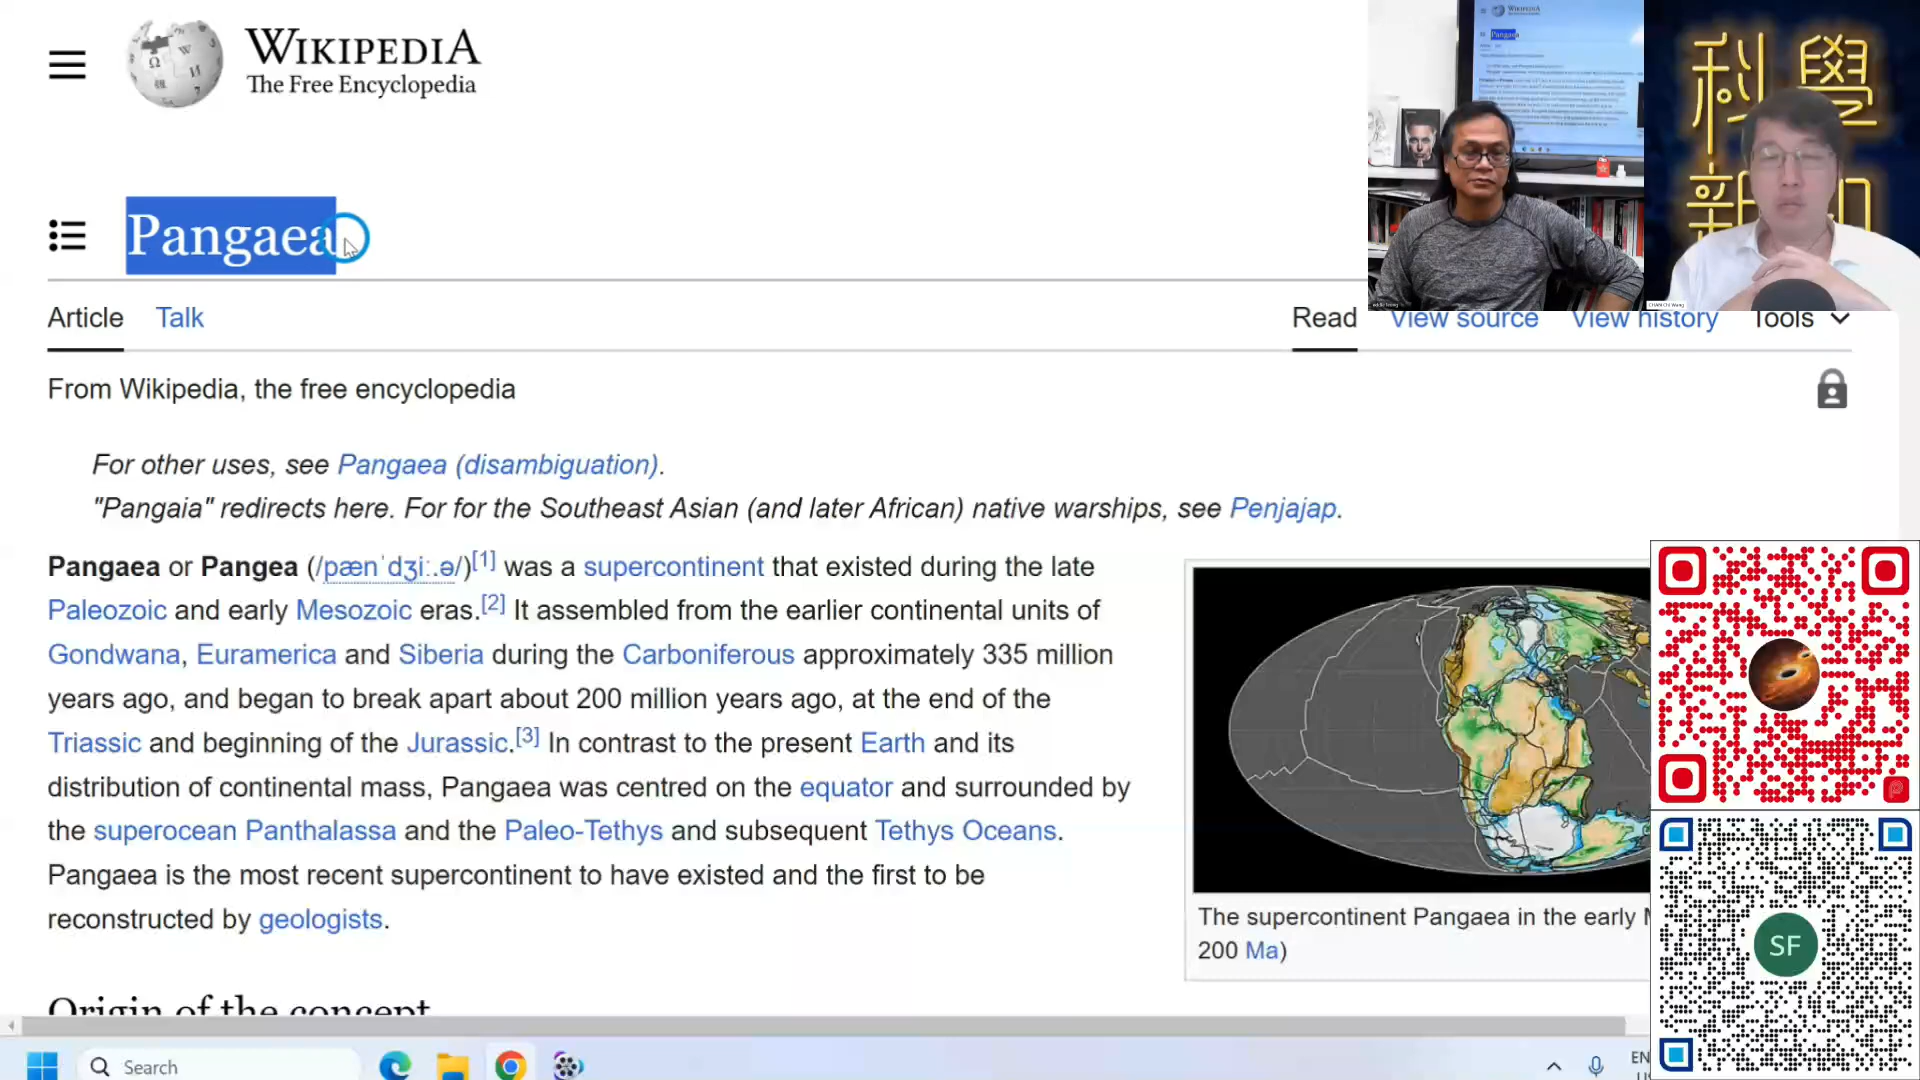 WIKIPEDIA
The Free Encyclopedia
Pangaea
Article Talk
Read View source View history Tools
From Wikipedia, the free encyclopedia
For other uses, see Pangaea (disambiguation).
"Pangaia" redirects here. For for the Southeast Asian (and later African) native warships, see Penjajap.
Pangaea or Pangea (/pænˈdʒiː.ə/)[1] was a supercontinent that existed during the late
Paleozoic and early Mesozoic eras.[2] It assembled from the earlier continental units of
Gondwana, Euramerica and Siberia during the Carboniferous approximately 335 million
years ago, and began to break apart about 200 million years ago, at the end of the
Triassic and beginning of the Jurassic.[3] In contrast to the present Earth and its
distribution of continental mass, Pangaea was centred on the equator and surrounded by
the superocean Panthalassa and the Paleo-Tethys and subsequent Tethys Oceans.
Pangaea is the most recent supercontinent to have existed and the first to be
reconstructed by geologists.
The supercontinent Pangaea in the early
200 Ma)
Origin of the concept
Search
EN
科學
新知
WIKIPEDIA
Pangaea
CHAN Chi Wang
SF